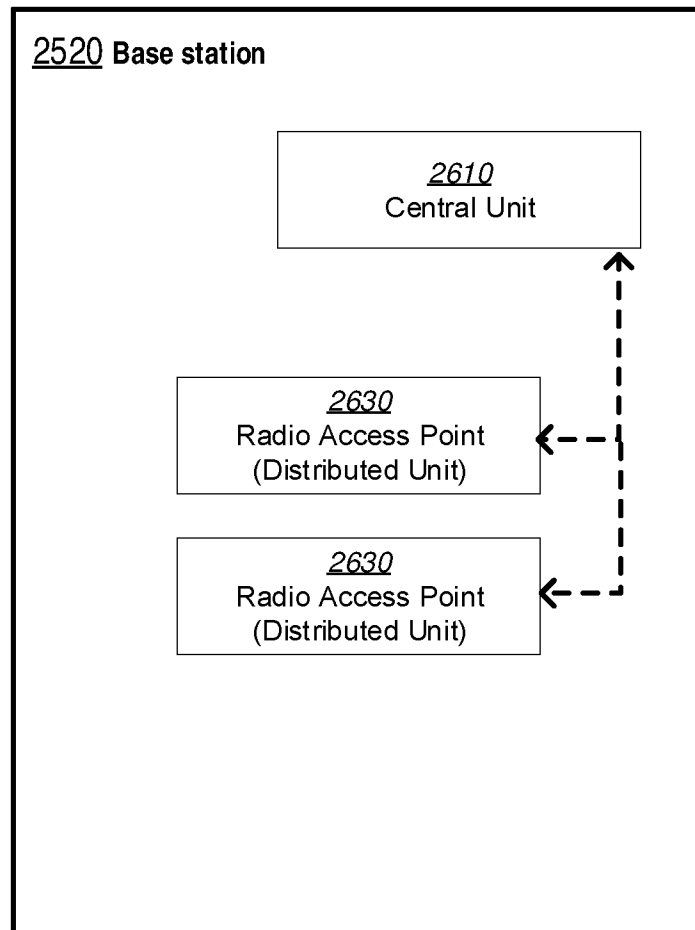 2520 Base station
2610
Central Unit
2630
Radio Access Point
(Distributed Unit)
2630
Radio Access Point
(Distributed Unit)